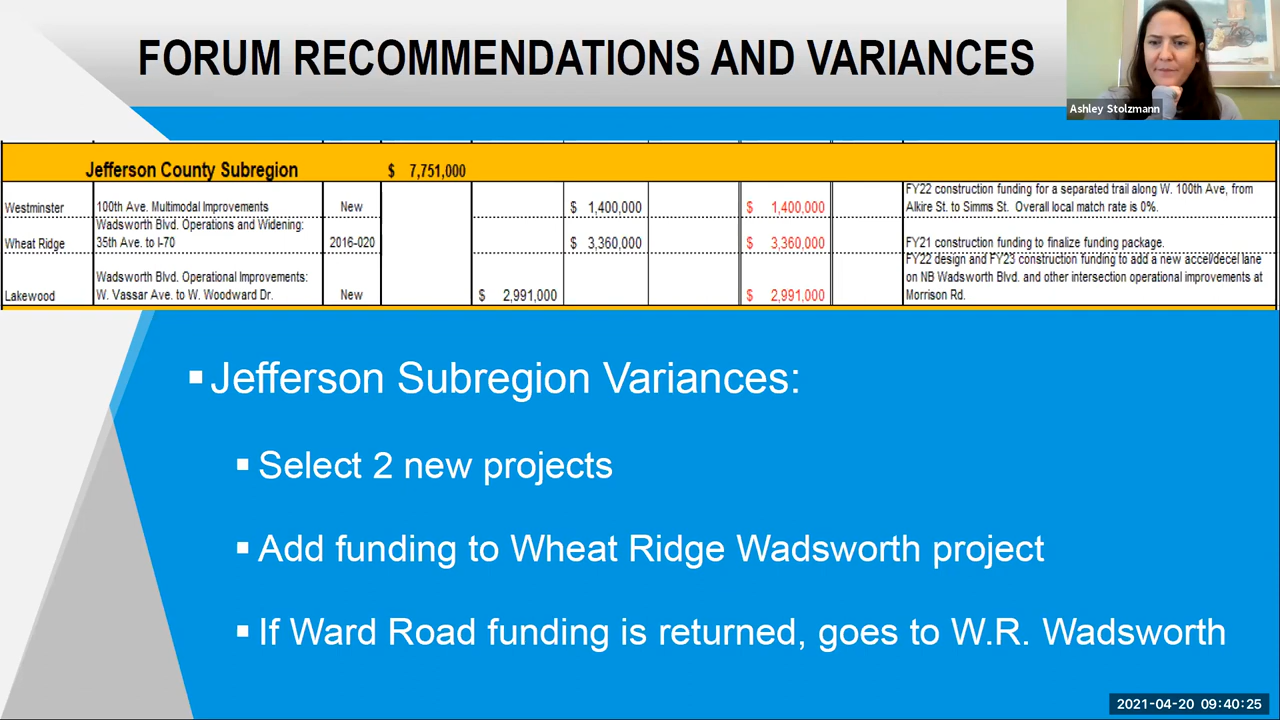 FORUM RECOMMENDATIONS AND VARIANCES
Ashley Stolzmann
Jefferson County Subregion $ 7,751,000
Westminster 100th Ave. Multimodal Improvements New $ 1,400,000 $ 1,400,000 FY22 construction funding for a separated trail along W. 100th Ave, from
Alkire St. to Simms St. Overall local match rate is 0%.
Wadsworth Blvd. Operations and Widening:
Wheat Ridge 35th Ave. to I-70 2016-020 $ 3,360,000 $ 3,360,000 FY21 construction funding to finalize funding package.
FY22 design and FY23 construction funding to add a new accel/decel lane
Wadsworth Blvd. Operational Improvements: on NB Wadsworth Blvd. and other intersection operational improvements at
Lakewood W. Vassar Ave. to W. Woodward Dr. New $ 2,991,000 $ 2,991,000 Morrison Rd.
▪ Jefferson Subregion Variances:
▪ Select 2 new projects
▪ Add funding to Wheat Ridge Wadsworth project
▪ If Ward Road funding is returned, goes to W.R. Wadsworth
2021-04-20 09:40:25